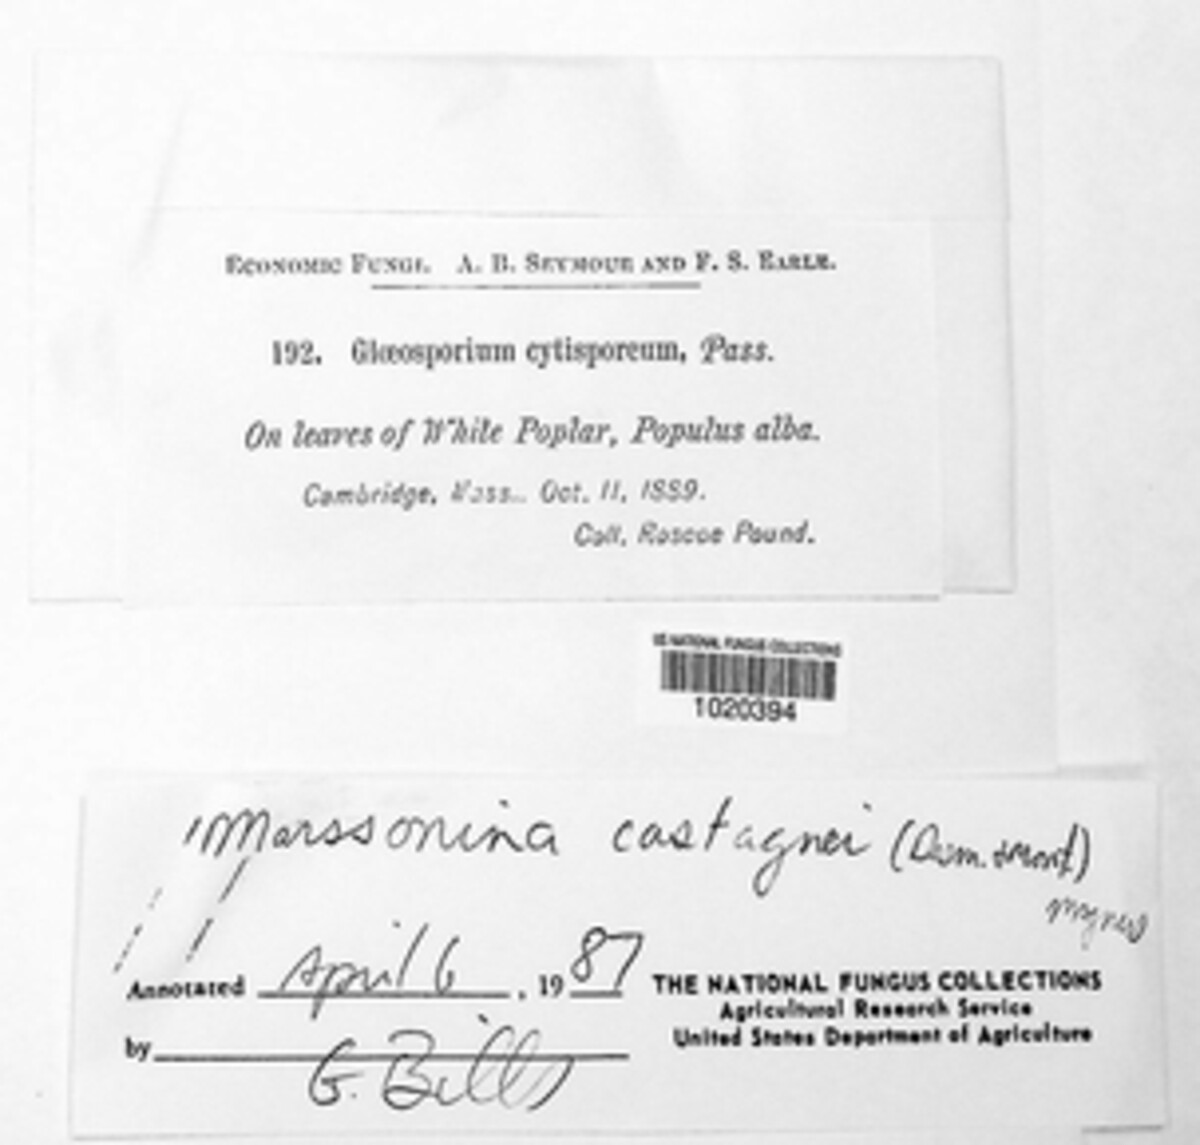 ECONOMIC FUNGI. A. B. SEYMOUR AND F. S. EARLE.
192. Glœosporium cytisporeum, Pass.
On leaves of White Poplar, Populus alba.
Cambridge, Mass. Oct. 11, 1889.
Coll. Roscoe Pound.
US NATIONAL FUNGUS COLLECTIONS
1020394
Marssonina castagnei (Desm. & Mont)
Magnus
Annotated April 6, 1987 THE NATIONAL FUNGUS COLLECTIONS
Agricultural Research Service
United States Department of Agriculture
by G. Bills